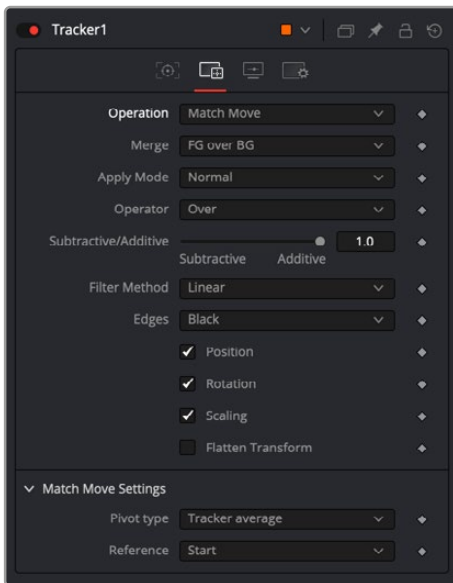 Tracker1
Operation Match Move
Merge FG over BG
Apply Mode Normal
Operator Over
Subtractive/Additive 1.0
Subtractive Additive
Filter Method Linear
Edges Black
Position
Rotation
Scaling
Flatten Transform
Match Move Settings
Pivot type Tracker average
Reference Start